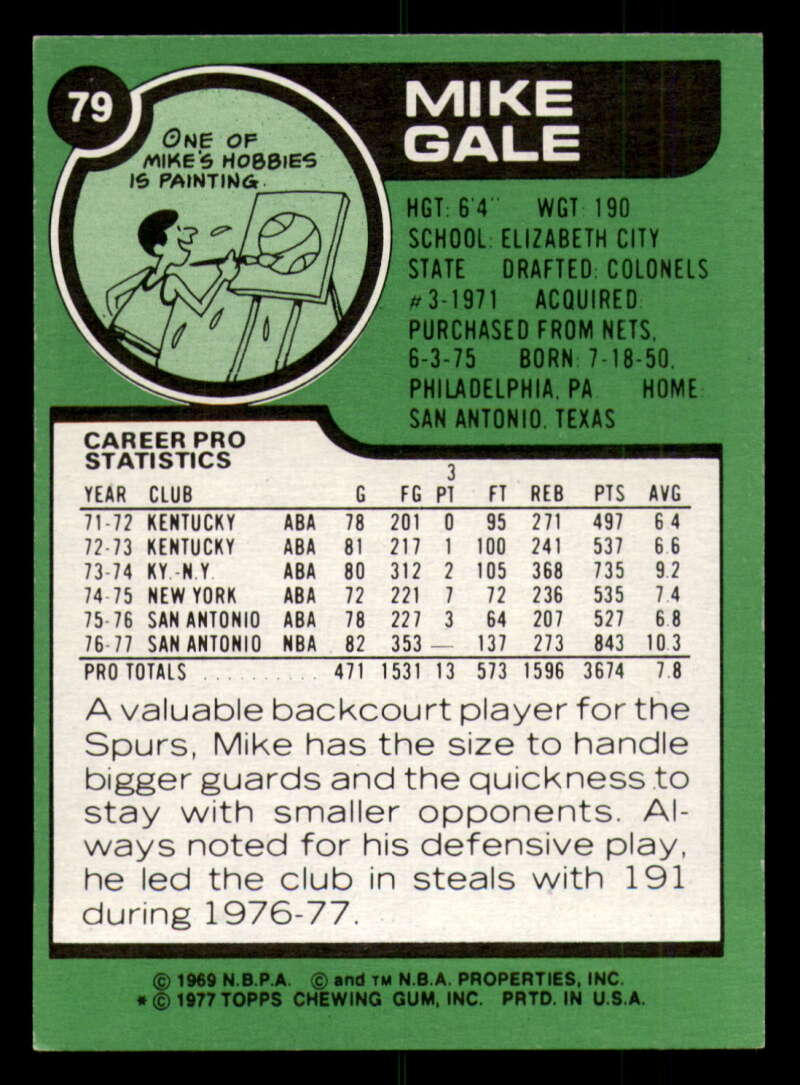 79
ONE OF
MIKE'S HOBBIES
IS PAINTING.
MIKE
GALE
HGT: 6'4" WGT: 190
SCHOOL: ELIZABETH CITY
STATE DRAFTED: COLONELS
#3-1971 ACQUIRED:
PURCHASED FROM NETS,
6-3-75 BORN: 7-18-50,
PHILADELPHIA, PA HOME:
SAN ANTONIO, TEXAS
CAREER PRO
STATISTICS
3
YEAR CLUB G FG PT FT REB PTS AVG
71-72 KENTUCKY ABA 78 201 0 95 271 497 6.4
72-73 KENTUCKY ABA 81 217 1 100 241 537 6.6
73-74 KY.-N.Y. ABA 80 312 2 105 368 735 9.2
74-75 NEW YORK ABA 72 221 7 72 236 535 7.4
75-76 SAN ANTONIO ABA 78 227 3 64 207 527 6.8
76-77 SAN ANTONIO NBA 82 353 — 137 273 843 10.3
PRO TOTALS .......... 471 1531 13 573 1596 3674 7.8
A valuable backcourt player for the
Spurs, Mike has the size to handle
bigger guards and the quickness to
stay with smaller opponents. Al-
ways noted for his defensive play,
he led the club in steals with 191
during 1976-77.
© 1969 N.B.P.A. © and TM N.B.A. PROPERTIES, INC.
* © 1977 TOPPS CHEWING GUM, INC. PRTD. IN U.S.A.